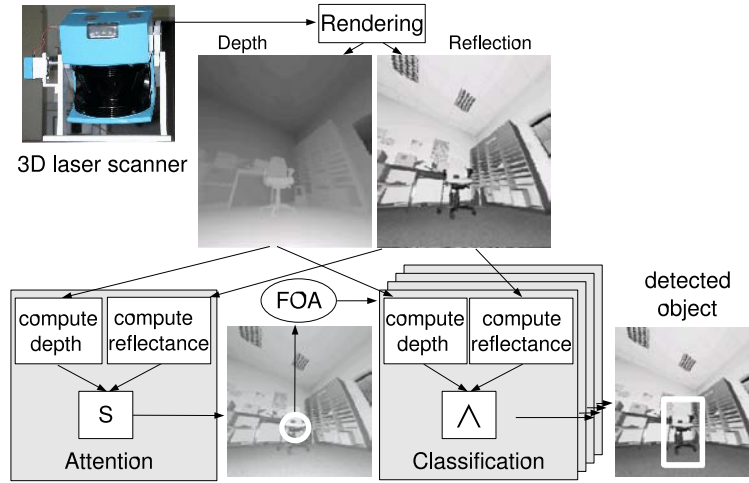 Rendering
Depth
Reflection
3D laser scanner
FOA
detected
object
compute
depth
compute
reflectance
compute
depth
compute
reflectance
S
∧
Attention
Classification